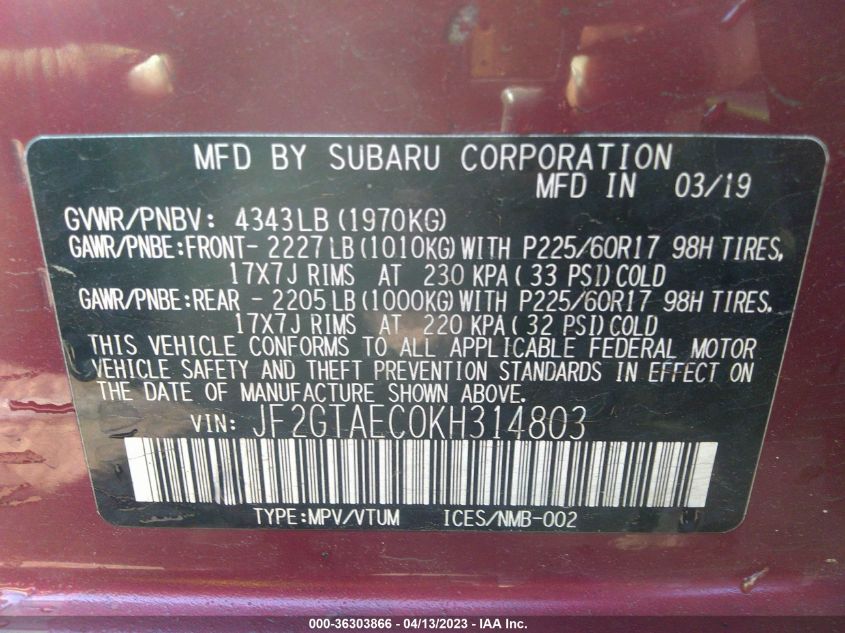 MFD BY SUBARU CORPORATION
MFD IN 03/19
GVWR/PNBV: 4343LB (1970KG)
GAWR/PNBE:FRONT- 2227 LB (1010KG) WITH P225/60R17 98H TIRES,
17X7J RIMS AT 230 KPA ( 33 PSI) COLD
GAWR/PNBE:REAR - 2205 LB (1000KG) WITH P225/60R17 98H TIRES.
17X7J RIMS AT 220 KPA ( 32 PSI) COLD
THIS VEHICLE CONFORMS TO ALL APPLICABLE FEDERAL MOTOR
VEHICLE SAFETY AND THEFT PREVENTION STANDARDS IN EFFECT ON
THE DATE OF MANUFACTURE SHOWN ABOVE.
VIN: JF2GTAEC0KH314803
TYPE:MPV/VTUM ICES/NMB-002
000-36303866 - 04/13/2023 - IAA Inc.